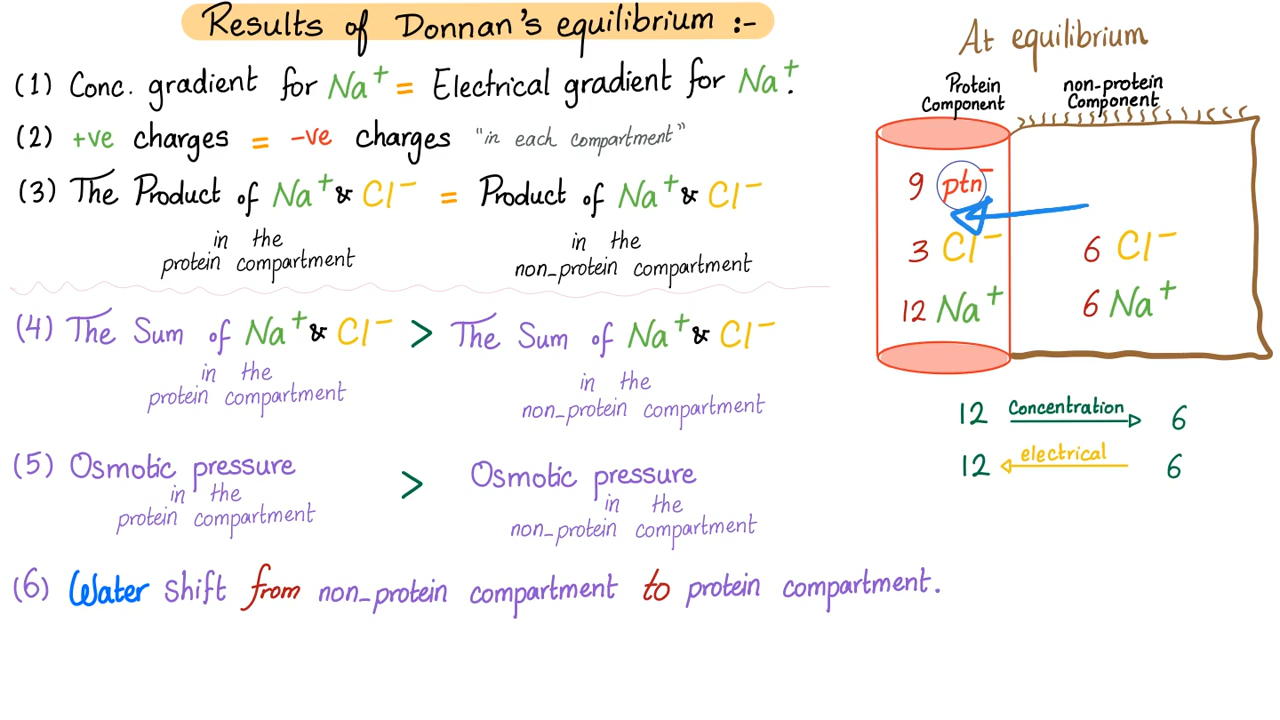 Results of Donnan's equilibrium :-
(1) Conc. gradient for Na⁺ = Electrical gradient for Na⁺.
(2) +ve charges = -ve charges "in each compartment"
(3) The Product of Na⁺ & Cl⁻ = Product of Na⁺ & Cl⁻
in the in the
protein compartment non_protein compartment
(4) The Sum of Na⁺ & Cl⁻ > The Sum of Na⁺ & Cl⁻
in the in the
protein compartment non_protein compartment
(5) Osmotic pressure > Osmotic pressure
in the in the
protein compartment non_protein compartment
(6) Water shift from non_protein compartment to protein compartment.
At equilibrium
Protein Component
non-protein Component
9 ptn⁻
3 Cl⁻ 6 Cl⁻
12 Na⁺ 6 Na⁺
12 Concentration 6
12 electrical 6